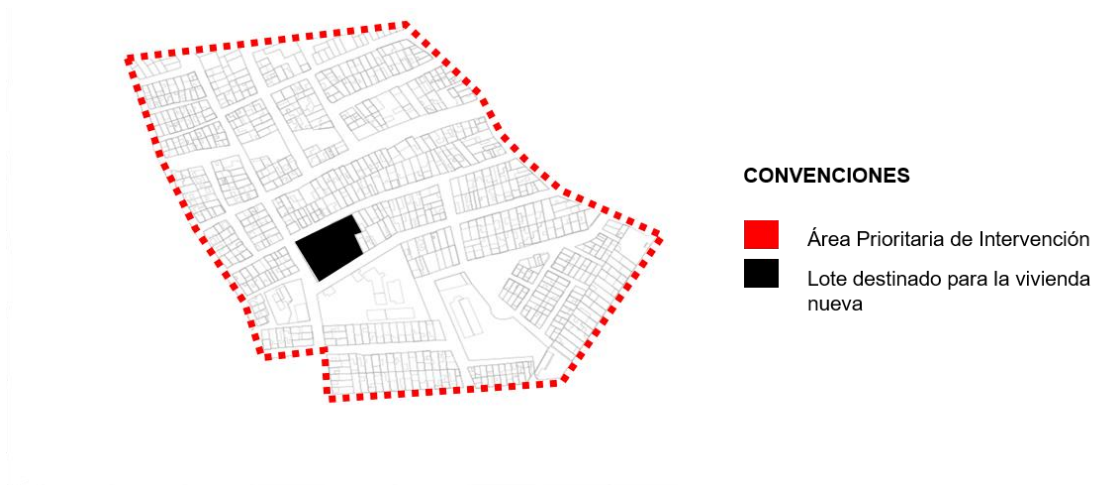 CONVENCIONES
Área Prioritaria de Intervención
Lote destinado para la vivienda
nueva